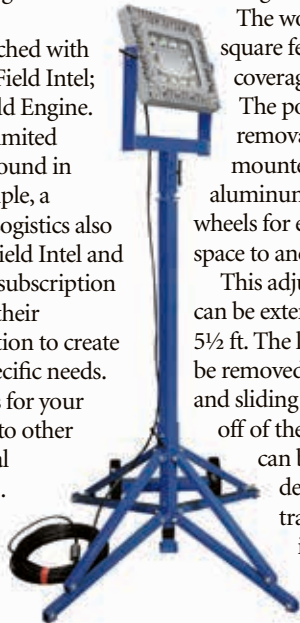 ched with
Field Intel;
ld Engine.
imited
ound in
ple, a
ogistics also
Field Intel and
subscription
their
tion to create
ecific needs.
s for your
to other
al
The wo
square fe
coverag
The po
remova
mounte
aluminum
wheels for e
space to and
This adju
can be exten
5½ ft. The l
be removed
and sliding
off of the
can b
de
tra
i